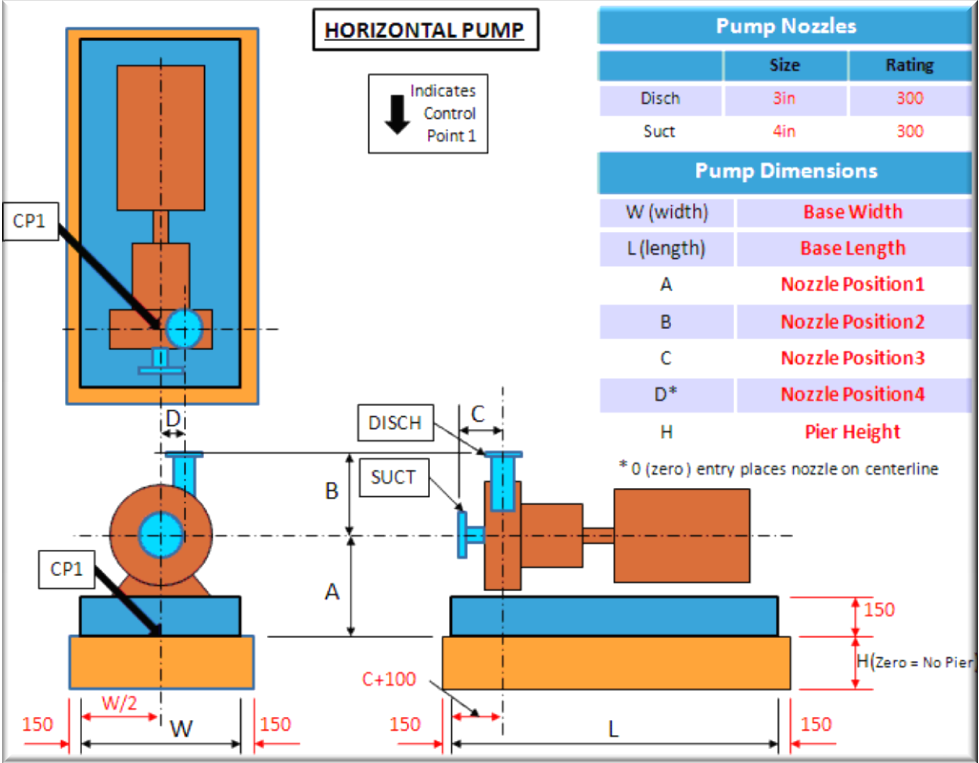 HORIZONTAL PUMP
Indicates
Control
Point 1
Pump Nozzles
Size Rating
Disch 3in 300
Suct 4in 300
Pump Dimensions
W (width) Base Width
L (length) Base Length
A Nozzle Position1
B Nozzle Position2
C Nozzle Position3
D* Nozzle Position4
H Pier Height
* 0 (zero ) entry places nozzle on centerline
CP1
D
B
A
CP1
W/2
150
W
150
DISCH
SUCT
C
150
H(Zero = No Pier
C+100
150
L
150